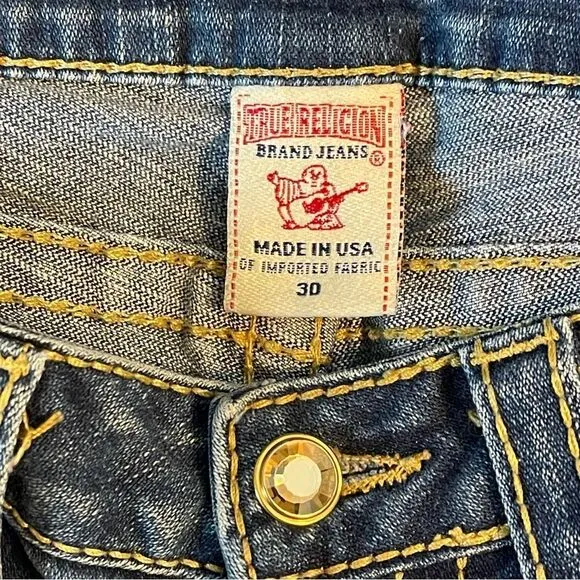 TRUE RELIGION
BRAND JEANS ®
MADE IN USA
OF IMPORTED FABRIC
30